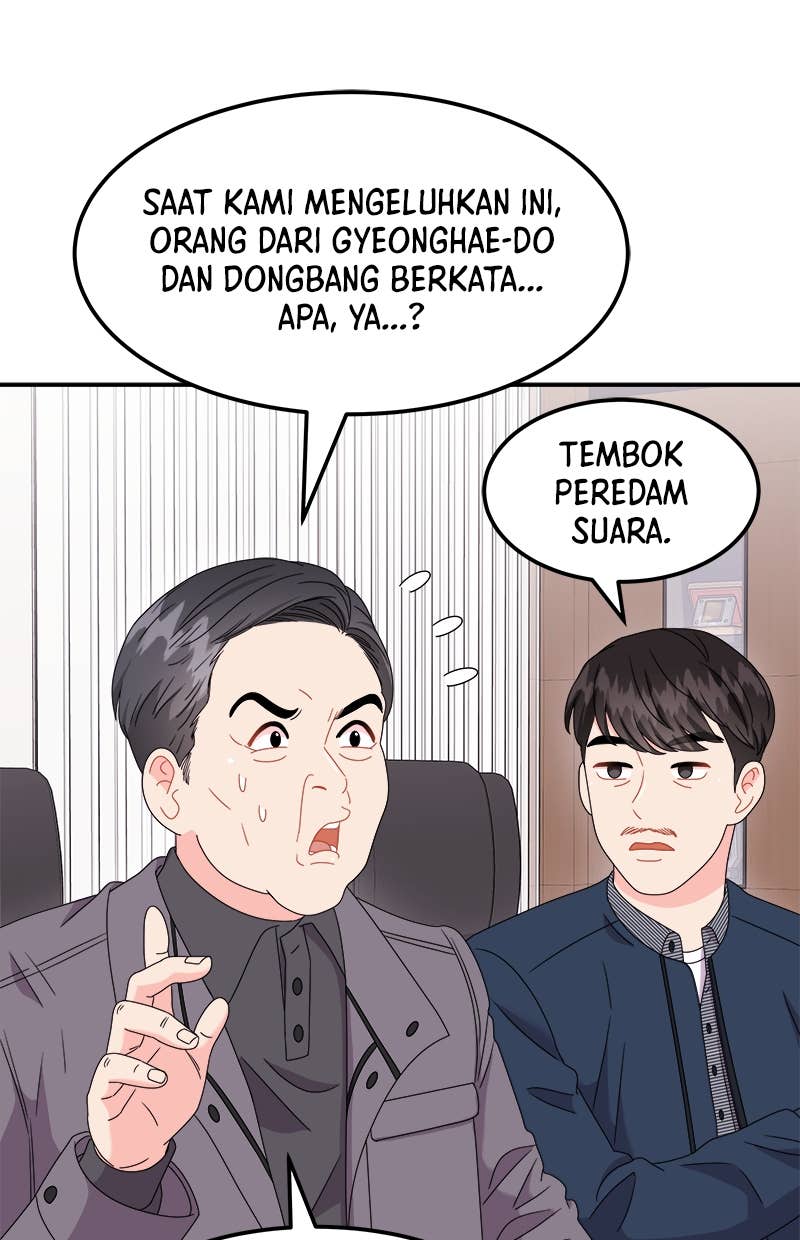 SAAT KAMI MENGELUHKAN INI,
ORANG DARI GYEONGHAE-DO
DAN DONGBANG BERKATA...
APA, YA...?
TEMBOK
PEREDAM
SUARA.